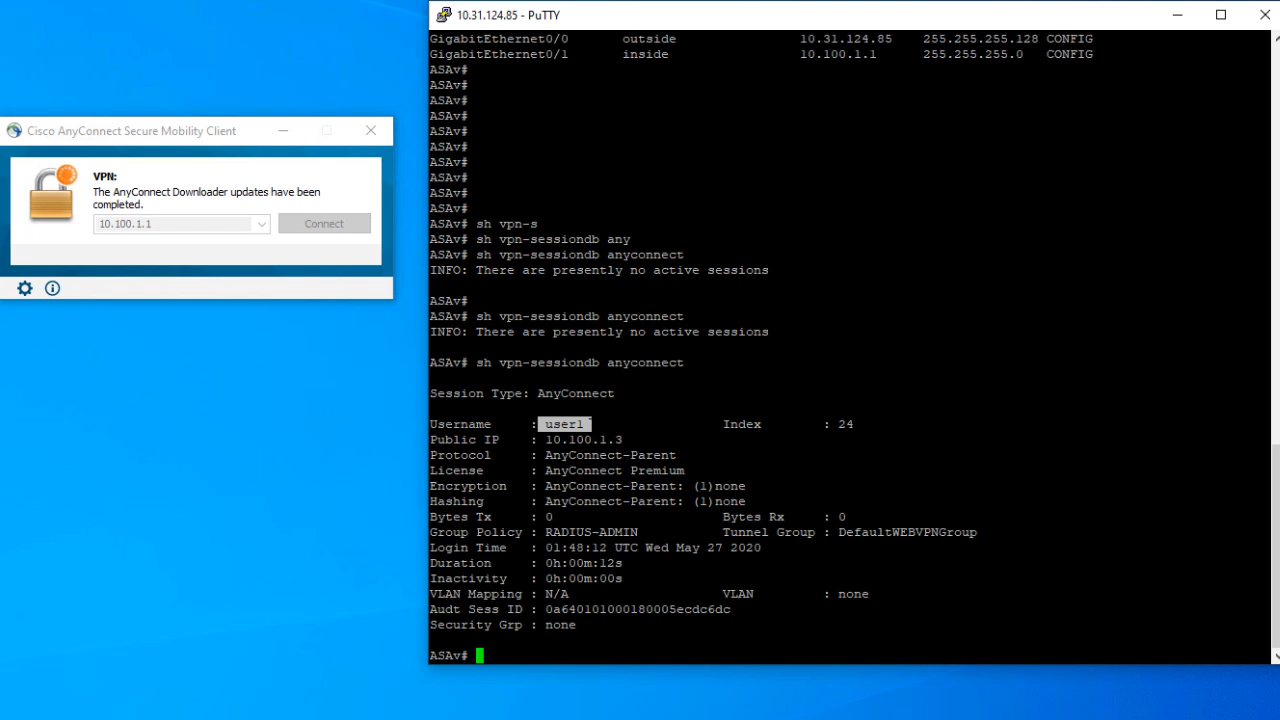 10.31.124.85 - PuTTY
GigabitEthernet0/0 outside 10.31.124.85 255.255.255.128 CONFIG
GigabitEthernet0/1 inside 10.100.1.1 255.255.255.0 CONFIG
ASAv#
ASAv#
ASAv#
ASAv#
ASAv#
ASAv#
ASAv#
ASAv#
ASAv#
ASAv#
ASAv# sh vpn-s
ASAv# sh vpn-sessiondb any
ASAv# sh vpn-sessiondb anyconnect
INFO: There are presently no active sessions
ASAv#
ASAv# sh vpn-sessiondb anyconnect
INFO: There are presently no active sessions
ASAv# sh vpn-sessiondb anyconnect
Session Type: AnyConnect
Username : user1 Index : 24
Public IP : 10.100.1.3
Protocol : AnyConnect-Parent
License : AnyConnect Premium
Encryption : AnyConnect-Parent: (1)none
Hashing : AnyConnect-Parent: (1)none
Bytes Tx : 0 Bytes Rx : 0
Group Policy : RADIUS-ADMIN Tunnel Group : DefaultWEBVPNGroup
Login Time : 01:48:12 UTC Wed May 27 2020
Duration : 0h:00m:12s
Inactivity : 0h:00m:00s
VLAN Mapping : N/A VLAN : none
Audt Sess ID : 0a640101000180005ecdc6dc
Security Grp : none
ASAv#
Cisco AnyConnect Secure Mobility Client
VPN:
The AnyConnect Downloader updates have been
completed.
10.100.1.1 Connect